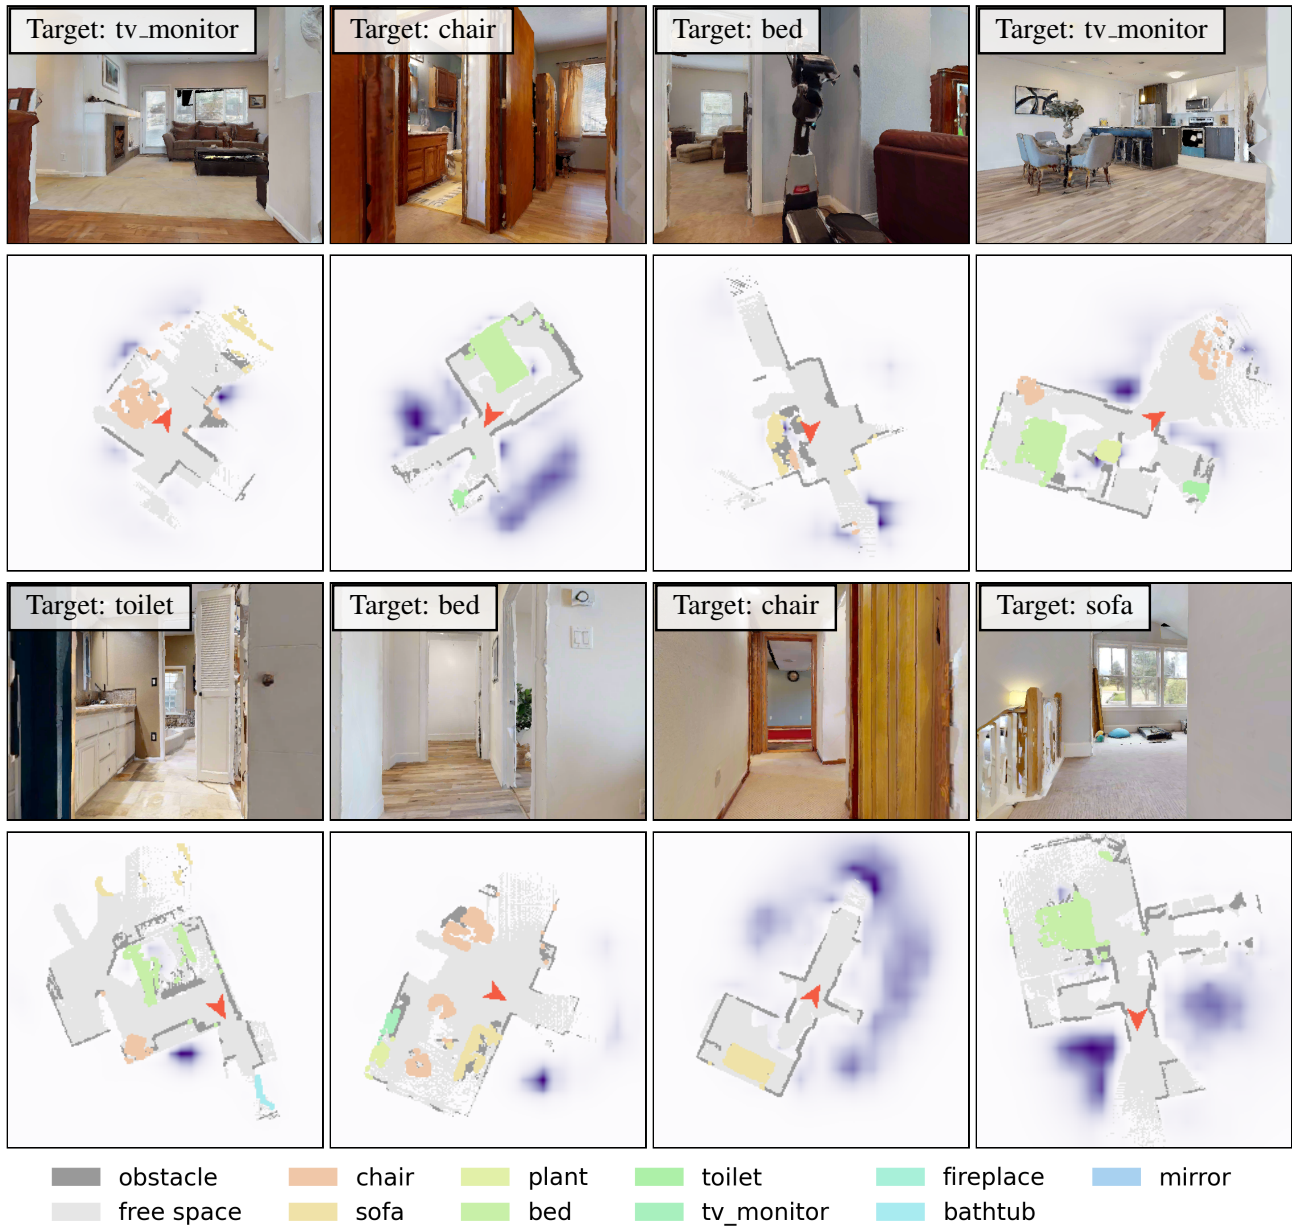 Target: tv_monitor
Target: chair
Target: bed
Target: tv_monitor
Target: toilet
Target: bed
Target: chair
Target: sofa
obstacle chair plant toilet fireplace mirror
free space sofa bed tv_monitor bathtub